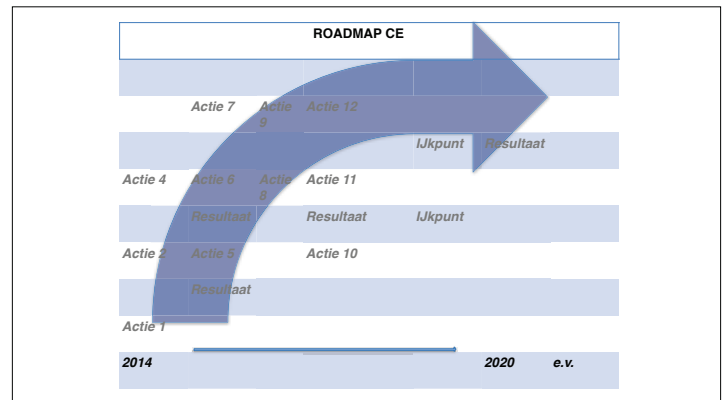 ROADMAP CE
Actie 7 Actie 9 Actie 12
IJkpunt Resultaat
Actie 4 Actie 6 Actie 8 Actie 11
Resultaat Resultaat IJkpunt
Actie 2 Actie 5 Actie 10
Resultaat
Actie 1
2014 2020 e.v.